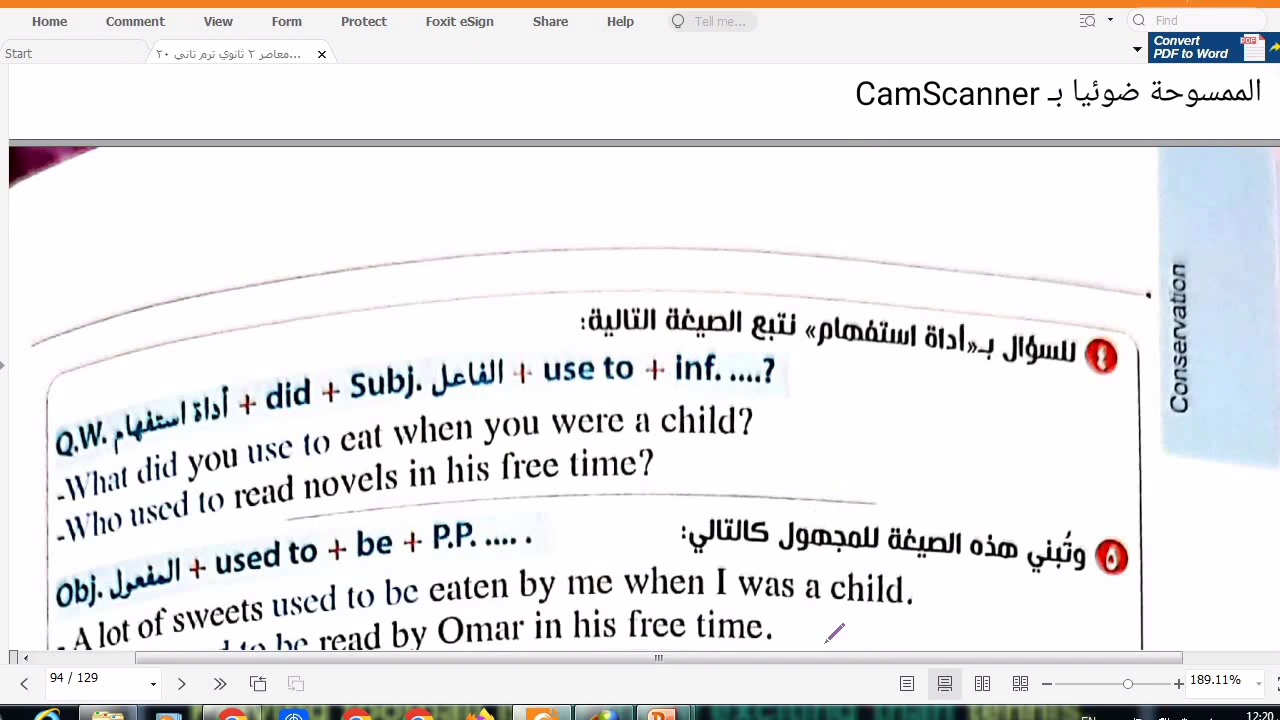 Home Comment View Form Protect Foxit eSign Share Help Tell me... Find
Start معاصر ٢ ثانوي ترم تاني ٢٠... × Convert PDF to Word
الممسوحة ضوئيا بـ CamScanner
Conservation
٤ للسؤال بـ«أداة استفهام» نتبع الصيغة التالية:
Q.W. أداة استفهام + did + Subj. الفاعل + use to + inf. ....?
-What did you use to eat when you were a child?
-Who used to read novels in his free time?
٥ وتُبني هذه الصيغة للمجهول كالتالي:
Obj. المفعول + used to + be + P.P. .... .
-A lot of sweets used to be eaten by me when I was a child.
to be read by Omar in his free time.
94 / 129 189.11%
EN 12:20